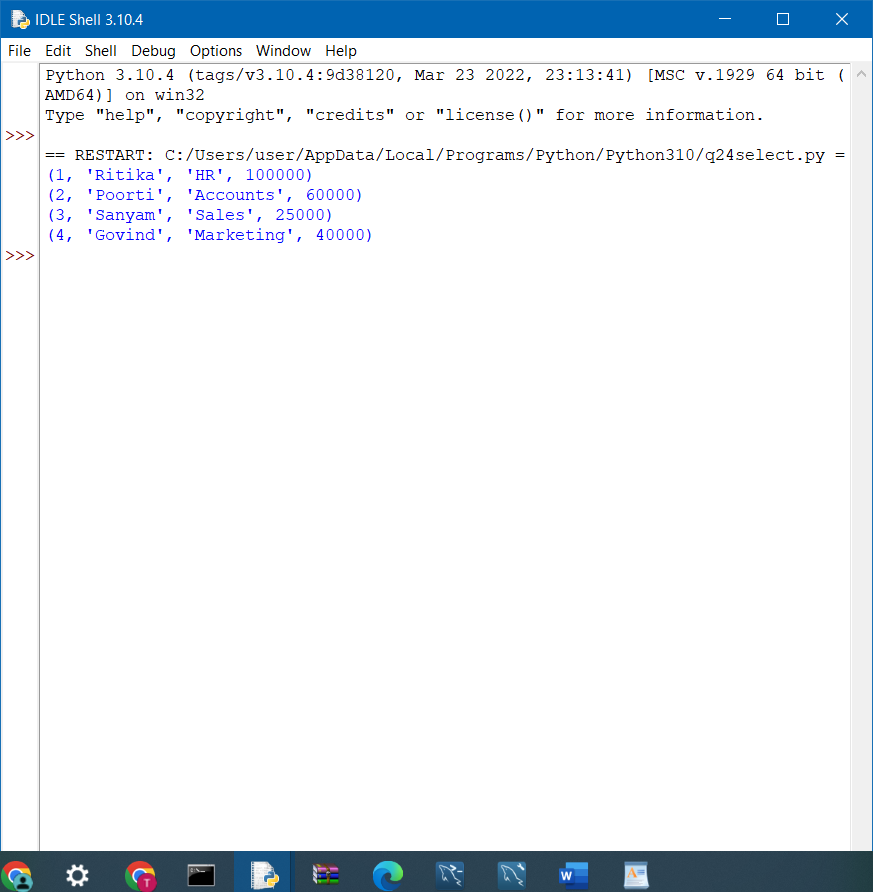 IDLE Shell 3.10.4
File Edit Shell Debug Options Window Help
Python 3.10.4 (tags/v3.10.4:9d38120, Mar 23 2022, 23:13:41) [MSC v.1929 64 bit (
AMD64)] on win32
Type "help", "copyright", "credits" or "license()" for more information.
>>>
== RESTART: C:/Users/user/AppData/Local/Programs/Python/Python310/q24select.py =
(1, 'Ritika', 'HR', 100000)
(2, 'Poorti', 'Accounts', 60000)
(3, 'Sanyam', 'Sales', 25000)
(4, 'Govind', 'Marketing', 40000)
>>>
T
W
A